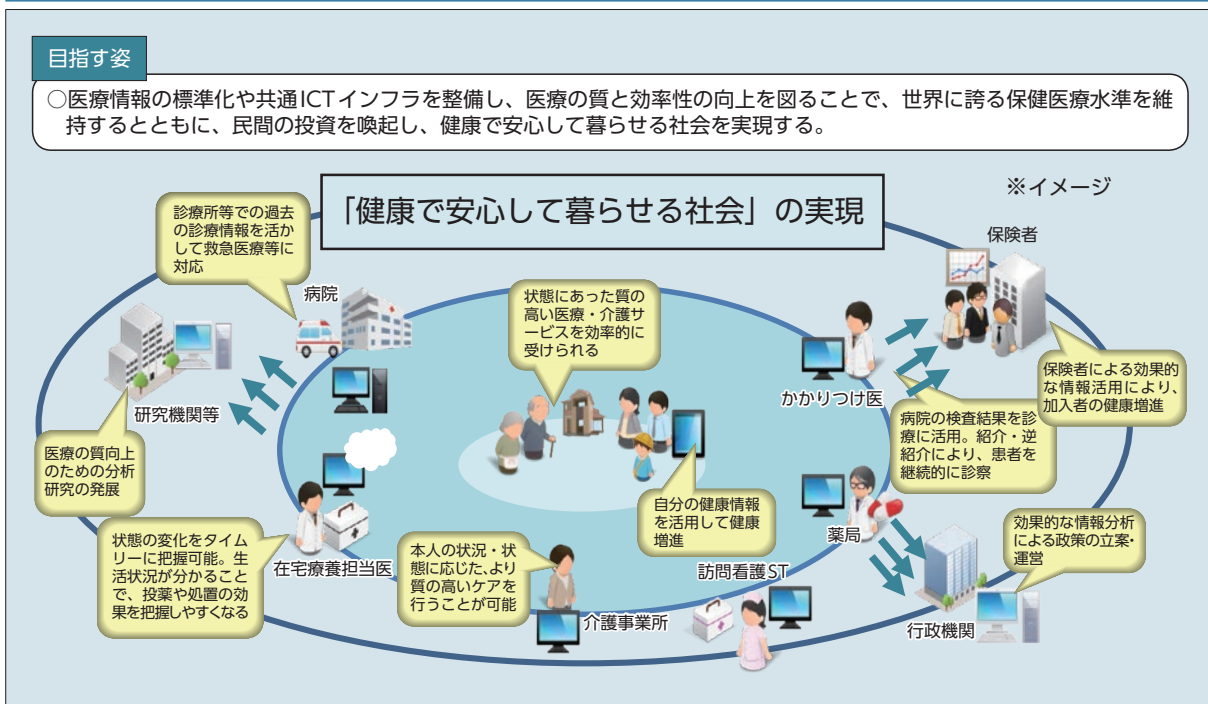 目指す姿
○医療情報の標準化や共通ICTインフラを整備し、医療の質と効率性の向上を図ることで、世界に誇る保健医療水準を維
持するとともに、民間の投資を喚起し、健康で安心して暮らせる社会を実現する。
「健康で安心して暮らせる社会」の実現
※イメージ
診療所等での過去
の診療情報を活か
して救急医療等に
対応
病院
保険者
状態にあった質の
高い医療・介護サ
ービスを効率的に
受けられる
研究機関等
かかりつけ医
保険者による効果的
な情報活用により、
加入者の健康増進
医療の質向上
のための分析
研究の発展
病院の検査結果を診
療に活用。紹介・逆
紹介により、患者を
継続的に診察
自分の健康情報
を活用して健康
増進
状態の変化をタイム
リーに把握可能。生
活状況が分かること
で、投薬や処置の効
果を把握しやすくなる
在宅療養担当医
本人の状況・状
態に応じた、より
質の高いケアを
行うことが可能
介護事業所
訪問看護ST
薬局
効果的な情報分析
による政策の立案・
運営
行政機関